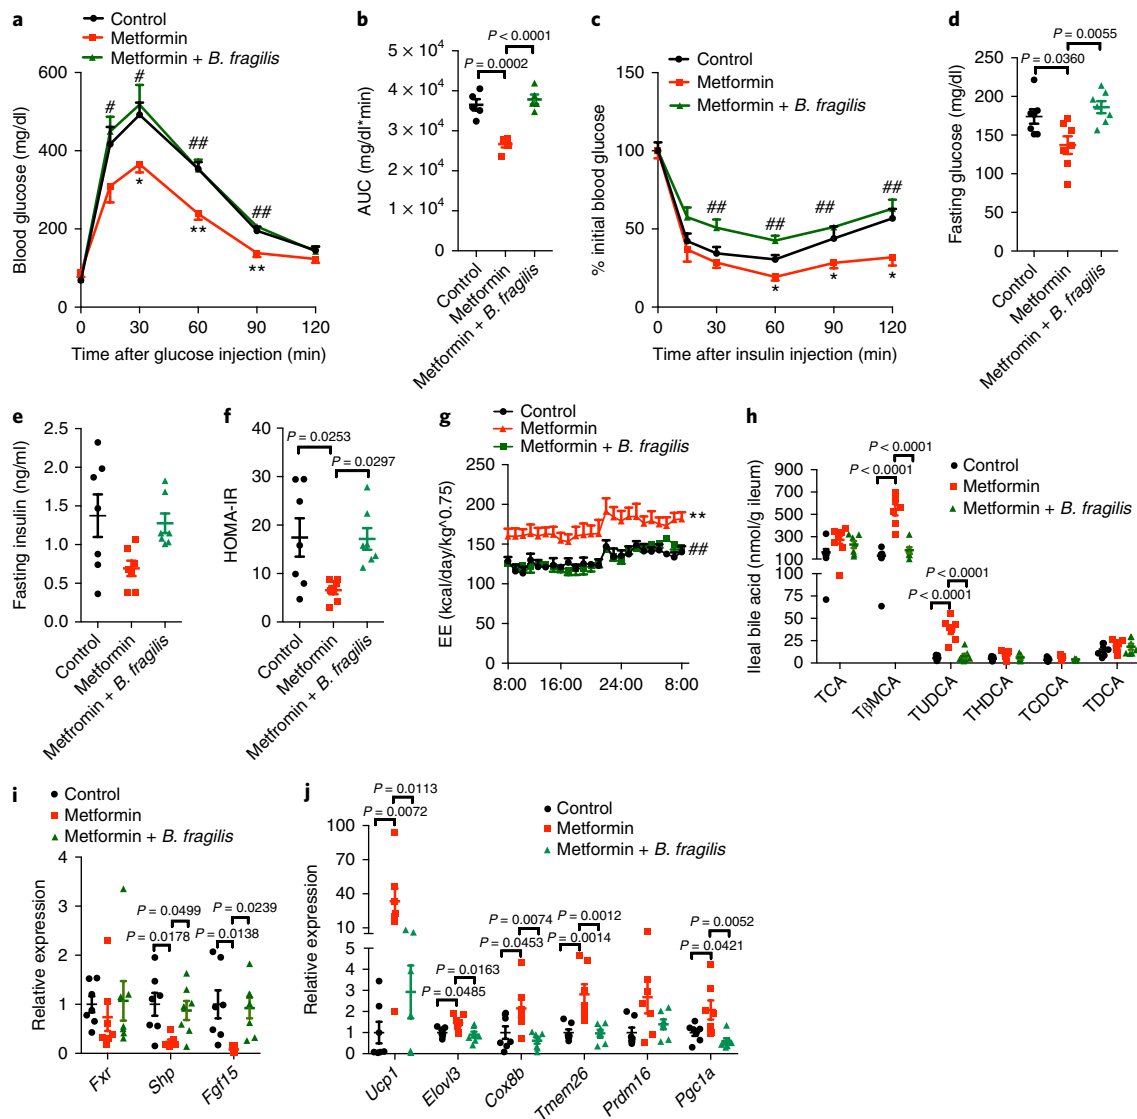 a
Control
Metformin
Metformin + B. fragilis
600
400
200
0
Blood glucose (mg/dl)
#
#
##
##
*
**
**
0 30 60 90 120
Time after glucose injection (min)
b
P < 0.0001
P = 0.0002
5 × 10^4
4 × 10^4
3 × 10^4
2 × 10^4
1 × 10^4
0
AUC (mg/dl*min)
Control
Metformin
Metformin + B. fragilis
c
Control
Metformin
Metformin + B. fragilis
150
100
50
0
% initial blood glucose
## ## ## ##
* * *
0 30 60 90 120
Time after insulin injection (min)
d
P = 0.0055
P = 0.0360
250
200
150
100
50
0
Fasting glucose (mg/dl)
Control
Metformin
Metfromin + B. fragilis
e
2.5
2.0
1.5
1.0
0.5
0
Fasting insulin (ng/ml)
Control
Metformin
Metfromin + B. fragilis
f
P = 0.0253
P = 0.0297
40
30
20
10
0
HOMA-IR
Control
Metformin
Metfromin + B. fragilis
g
Control
Metformin
Metformin + B. fragilis
250
200
150
100
50
0
EE (kcal/day/kg^0.75)
**
##
8:00 16:00 24:00 8:00
h
P < 0.0001
P < 0.0001
Control
Metformin
Metformin + B. fragilis
900
700
500
300
100
50
25
0
Ileal bile acid (nmol/g ileum)
P < 0.0001
P < 0.0001
TCA
TβMCA
TUDCA
THDCA
TCDCA
TDCA
i
Control
Metformin
Metformin + B. fragilis
4
3
2
1
0
Relative expression
P = 0.0499
P = 0.0178
P = 0.0239
P = 0.0138
Fxr
Shp
Fgf15
j
P = 0.0113
P = 0.0072
Control
Metformin
Metformin + B. fragilis
100
70
40
10
5
4
3
2
1
0
Relative expression
P = 0.0163
P = 0.0485
P = 0.0074
P = 0.0453
P = 0.0012
P = 0.0014
P = 0.0052
P = 0.0421
Ucp1
Elovl3
Cox8b
Tmem26
Prdm16
Pgc1a